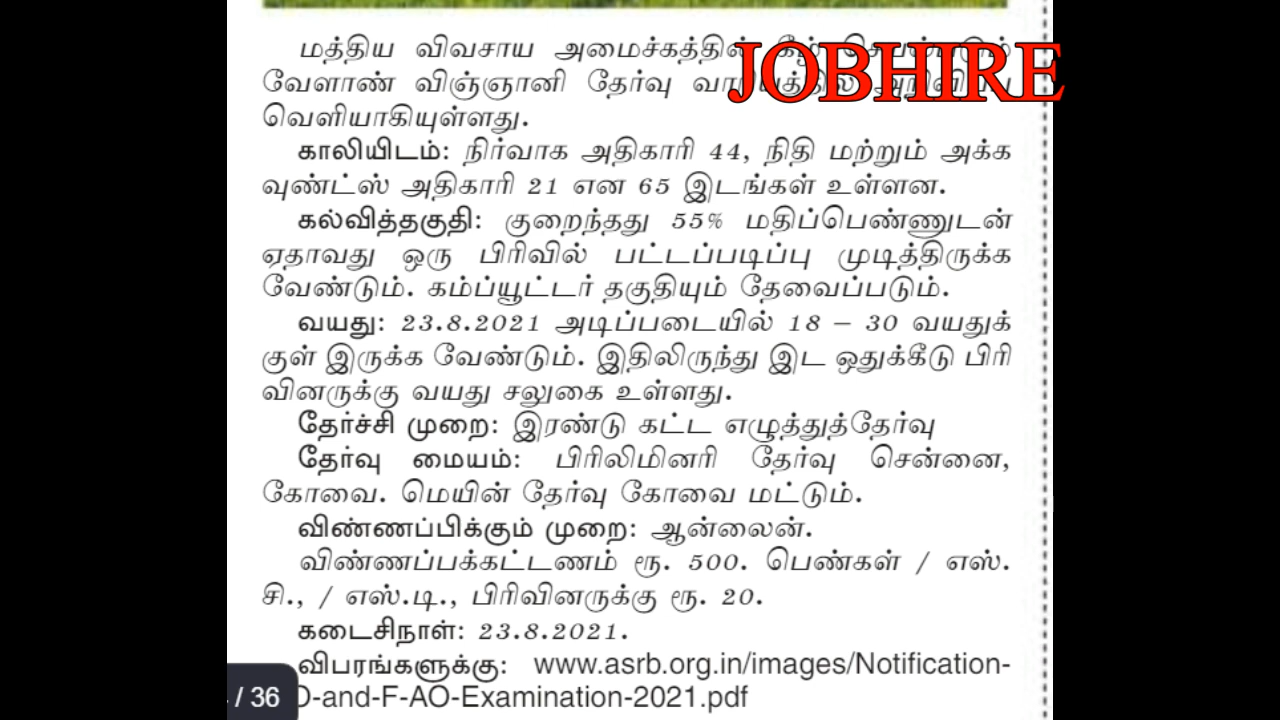 மத்திய விவசாய அமைச்சகத்தின் கீழ்
JOBHIRE
வேளாண் விஞ்ஞானி தேர்வு
வெளியாகியுள்ளது.
காலியிடம்: நிர்வாக அதிகாரி 44, நிதி மற்றும் அக்க
வுண்ட்ஸ் அதிகாரி 21 என 65 இடங்கள் உள்ளன.
கல்வித்தகுதி: குறைந்தது 55% மதிப்பெண்ணுடன்
ஏதாவது ஒரு பிரிவில் பட்டப்படிப்பு முடித்திருக்க
வேண்டும். கம்ப்யூட்டர் தகுதியும் தேவைப்படும்.
வயது: 23.8.2021 அடிப்படையில் 18 – 30 வயதுக்
குள் இருக்க வேண்டும். இதிலிருந்து இட ஒதுக்கீடு பிரி
வினருக்கு வயது சலுகை உள்ளது.
தேர்ச்சி முறை: இரண்டு கட்ட எழுத்துத்தேர்வு
தேர்வு மையம்: பிரிலிமினரி தேர்வு சென்னை,
கோவை. மெயின் தேர்வு கோவை மட்டும்.
விண்ணப்பிக்கும் முறை: ஆன்லைன்.
விண்ணப்பக்கட்டணம் ரூ. 500. பெண்கள் / எஸ்.
சி., / எஸ்.டி., பிரிவினருக்கு ரூ. 20.
கடைசிநாள்: 23.8.2021.
விபரங்களுக்கு: www.asrb.org.in/images/Notification-
/ 36 O-and-F-AO-Examination-2021.pdf